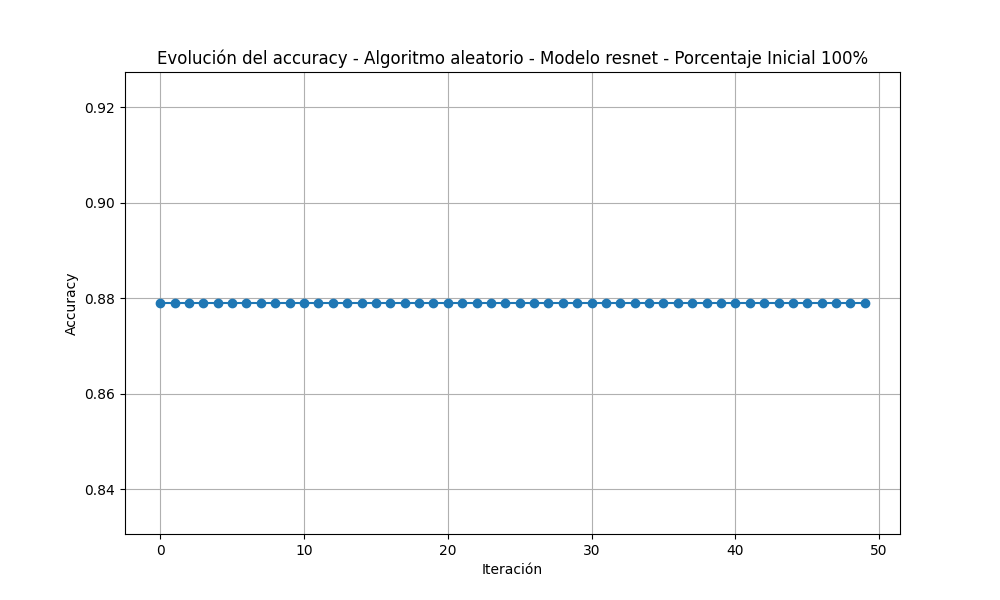 Evolución del accuracy - Algoritmo aleatorio - Modelo resnet - Porcentaje Inicial 100%
0.92
0.90
0.88
0.86
0.84
Accuracy
0 10 20 30 40 50
Iteración